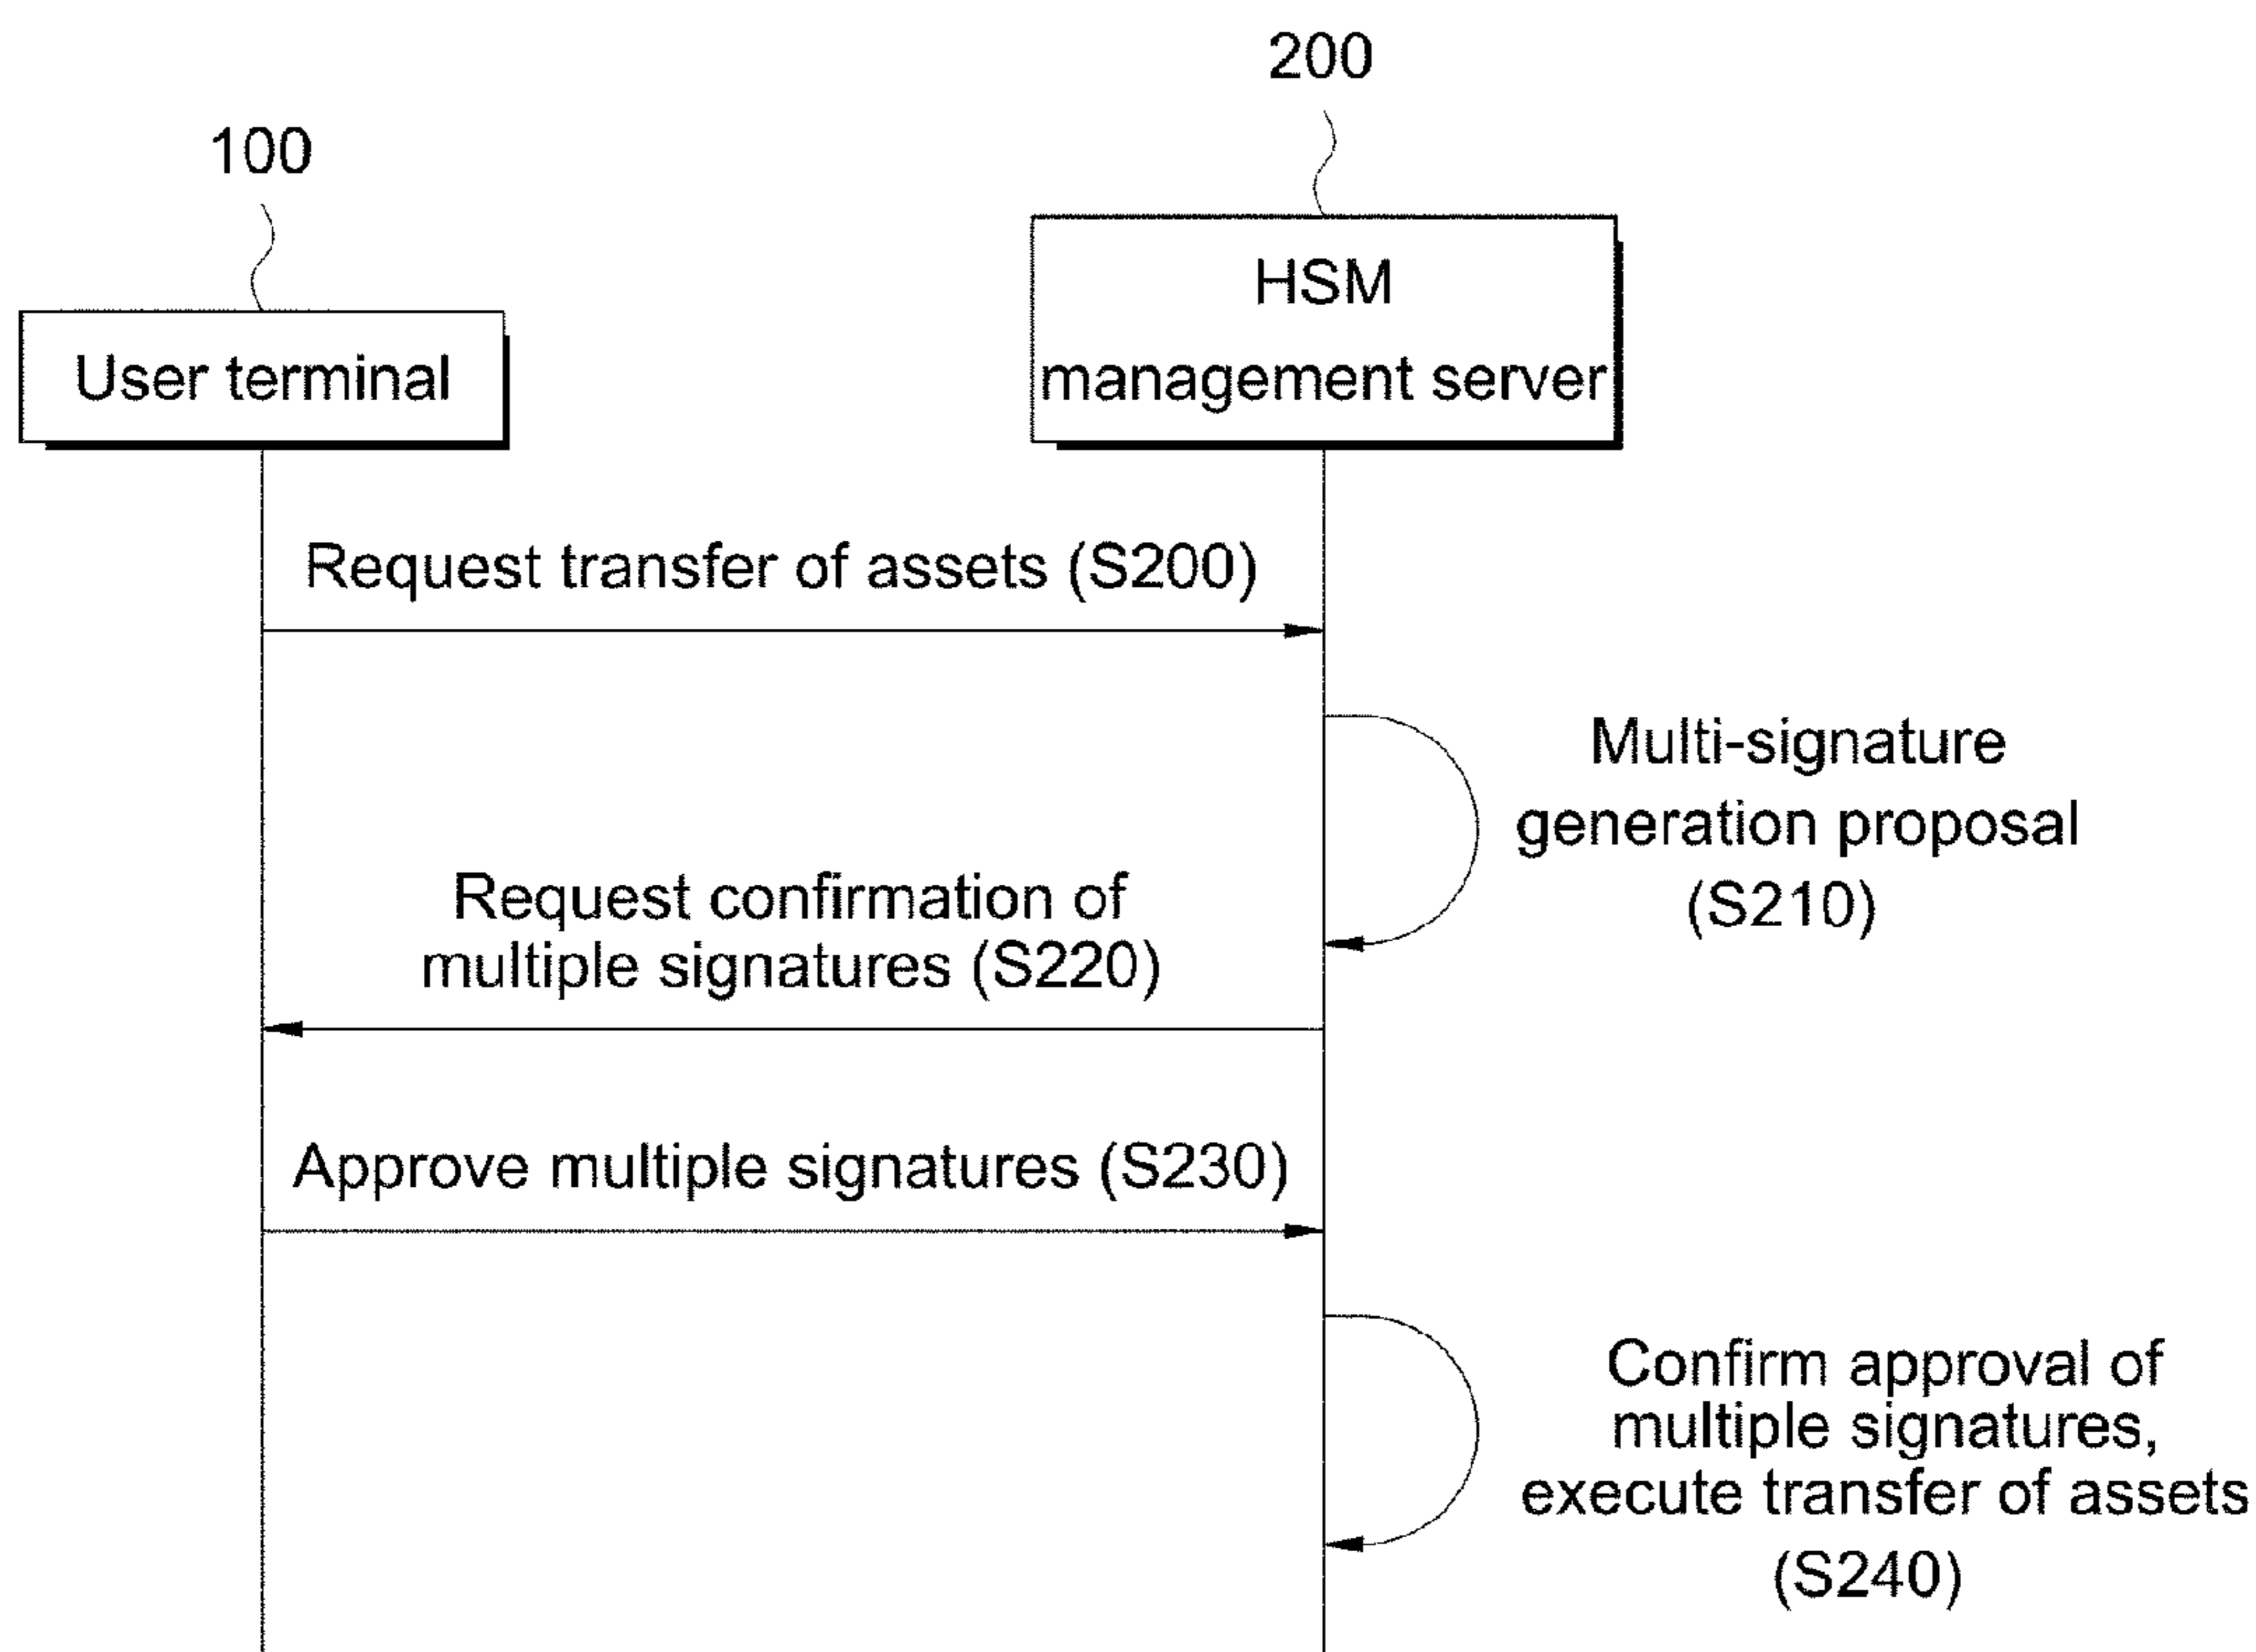 200
100
HSM
management server
User terminal
Request transfer of assets (S200)
Multi-signature
generation proposal
(S210)
Request confirmation of
multiple signatures (S220)
Approve multiple signatures (S230)
Confirm approval of
multiple signatures,
execute transfer of assets
(S240)